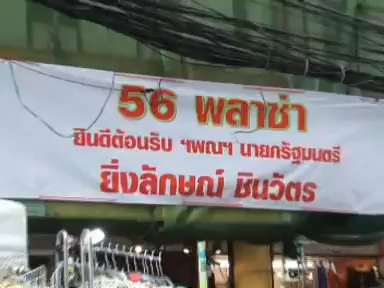 56 พลาซ่า
ยินดีต้อนรับ ฯพณฯ นายกรัฐมนตรี
ยิ่งลักษณ์ ชินวัตร